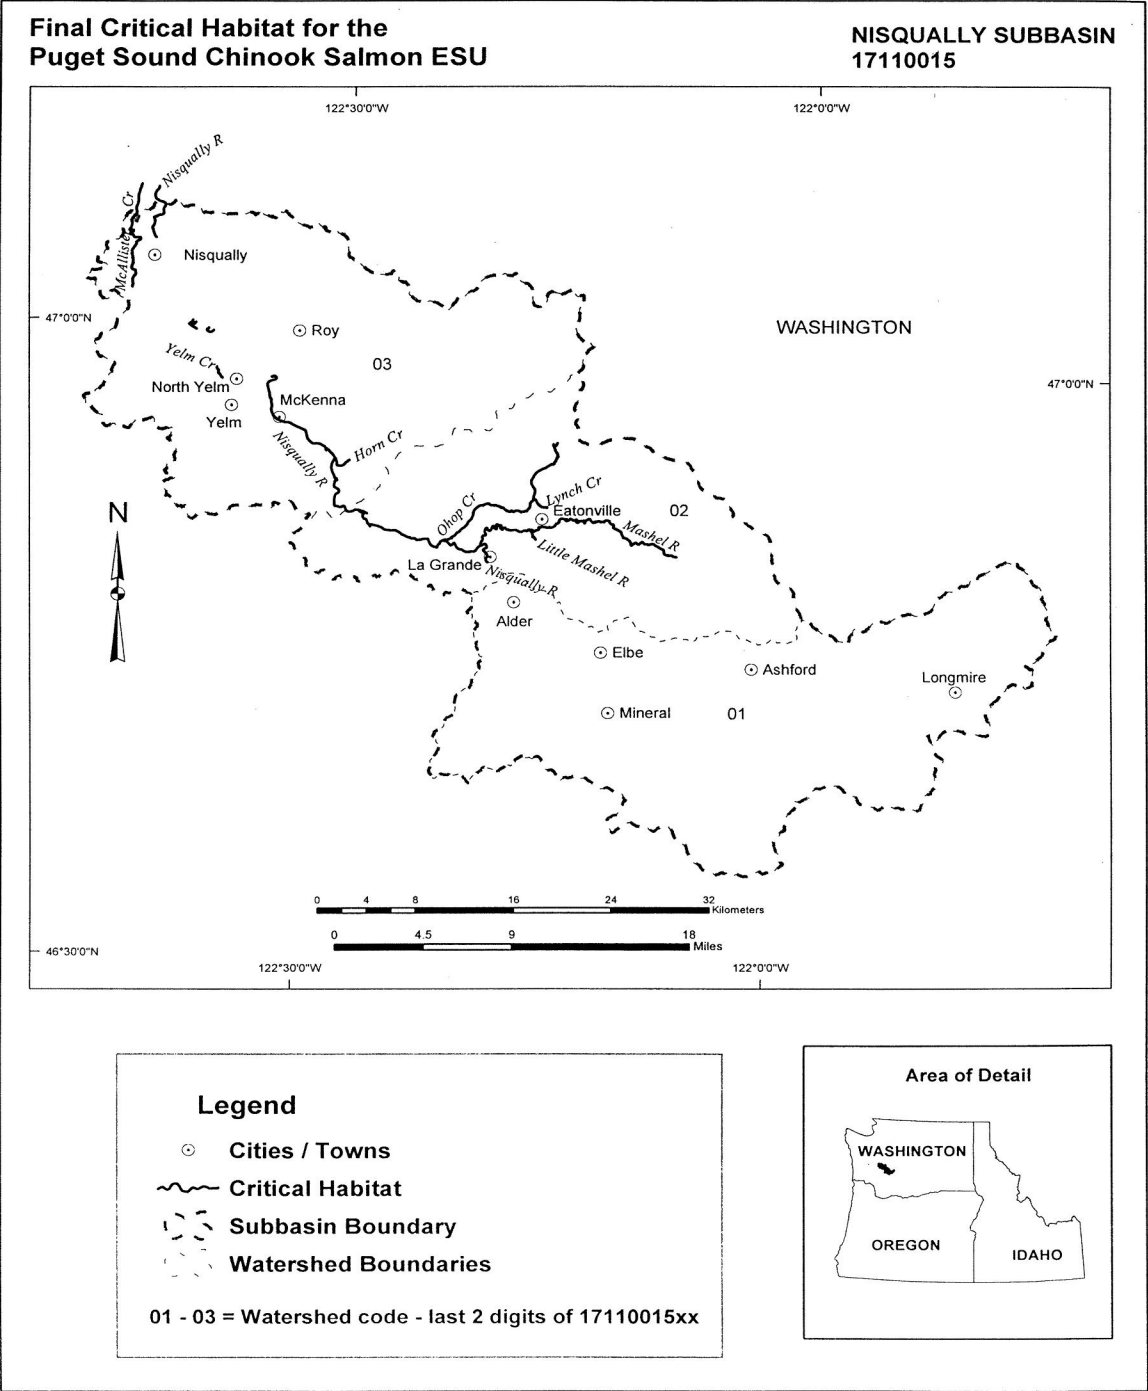 Final Critical Habitat for the
Puget Sound Chinook Salmon ESU
NISQUALLY SUBBASIN
17110015
122°30'0"W
122°0'0"W
Nisqually R
McAllister Cr
Nisqually
47°0'0"N
Roy
WASHINGTON
03
Yelm Cr
North Yelm
47°0'0"N
McKenna
Yelm
Nisqually R
Horn Cr
N
Ohop Cr
Lynch Cr
Eatonville
02
Mashel R
Little Mashel R
La Grande
Nisqually R
Alder
Elbe
Ashford
Longmire
Mineral
01
0 4 8 16 24 32
Kilometers
0 4.5 9 18
Miles
46°30'0"N
122°30'0"W
122°0'0"W
Legend
Cities / Towns
Critical Habitat
Subbasin Boundary
Watershed Boundaries
01 - 03 = Watershed code - last 2 digits of 17110015xx
Area of Detail
WASHINGTON
OREGON
IDAHO